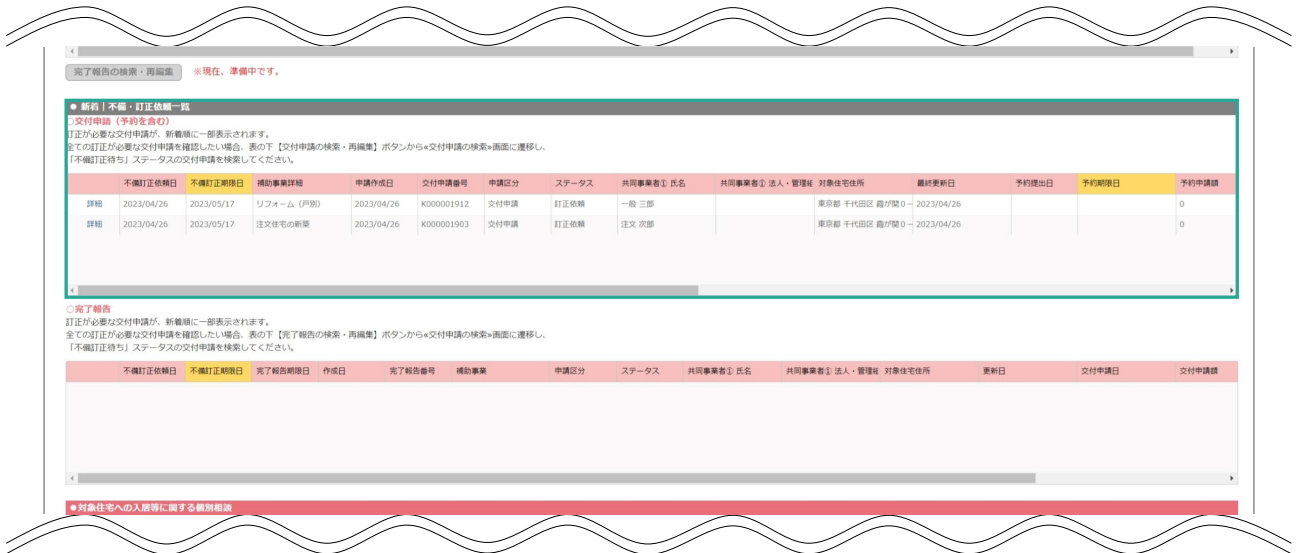 完了報告の検索・再編集 ※現在、準備中です。
● 新着|不備・訂正依頼一覧
○交付申請（予約を含む）
訂正が必要な交付申請が、新着順に一部表示されます。
全ての訂正が必要な交付申請を確認したい場合、表の下【交付申請の検索・再編集】ボタンから«交付申請の検索»画面に遷移し、
「不備訂正待ち」ステータスの交付申請を検索してください。
不備訂正依頼日 不備訂正期限日 補助事業詳細 申請作成日 交付申請番号 申請区分 ステータス 共同事業者① 氏名 共同事業者① 法人・管理組 対象住宅住所 最終更新日 予約提出日 予約期限日 予約申請額
詳細 2023/04/26 2023/05/17 リフォーム（戸別） 2023/04/26 K000001912 交付申請 訂正依頼 一般 三郎 東京都 千代田区 霞が関０－ 2023/04/26 0
詳細 2023/04/26 2023/05/17 注文住宅の新築 2023/04/26 K000001903 交付申請 訂正依頼 注文 次郎 東京都 千代田区 霞が関０－ 2023/04/26 0
○完了報告
訂正が必要な交付申請が、新着順に一部表示されます。
全ての訂正が必要な交付申請を確認したい場合、表の下【完了報告の検索・再編集】ボタンから«交付申請の検索»画面に遷移し、
「不備訂正待ち」ステータスの交付申請を検索してください。
不備訂正依頼日 不備訂正期限日 完了報告期限日 作成日 完了報告番号 補助事業 申請区分 ステータス 共同事業者① 氏名 共同事業者① 法人・管理組 対象住宅住所 更新日 交付申請日 交付申請額
●対象住宅への入居等に関する個別相談